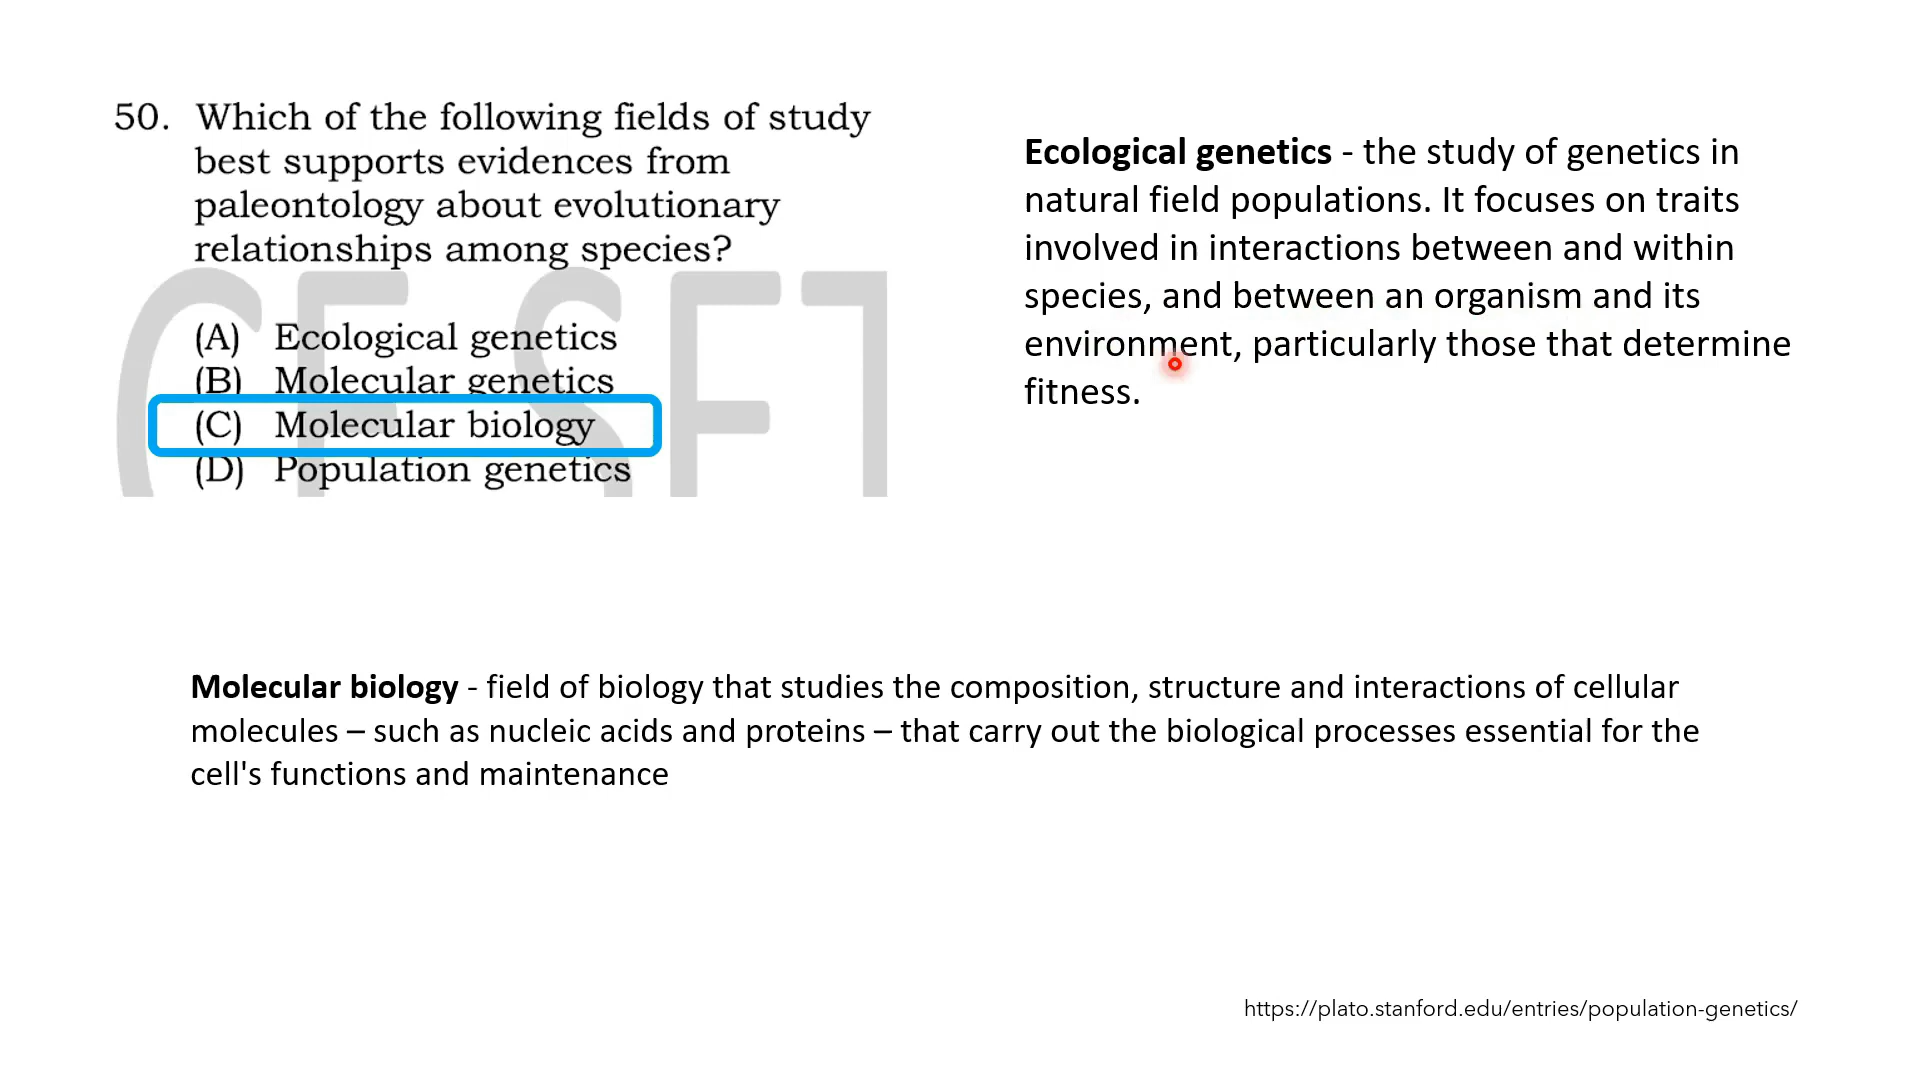 50. Which of the following fields of study
best supports evidences from
paleontology about evolutionary
relationships among species?
(A) Ecological genetics
(B) Molecular genetics
(C) Molecular biology
(D) Population genetics
Ecological genetics - the study of genetics in
natural field populations. It focuses on traits
involved in interactions between and within
species, and between an organism and its
environment, particularly those that determine
fitness.
Molecular biology - field of biology that studies the composition, structure and interactions of cellular
molecules – such as nucleic acids and proteins – that carry out the biological processes essential for the
cell's functions and maintenance
https://plato.stanford.edu/entries/population-genetics/